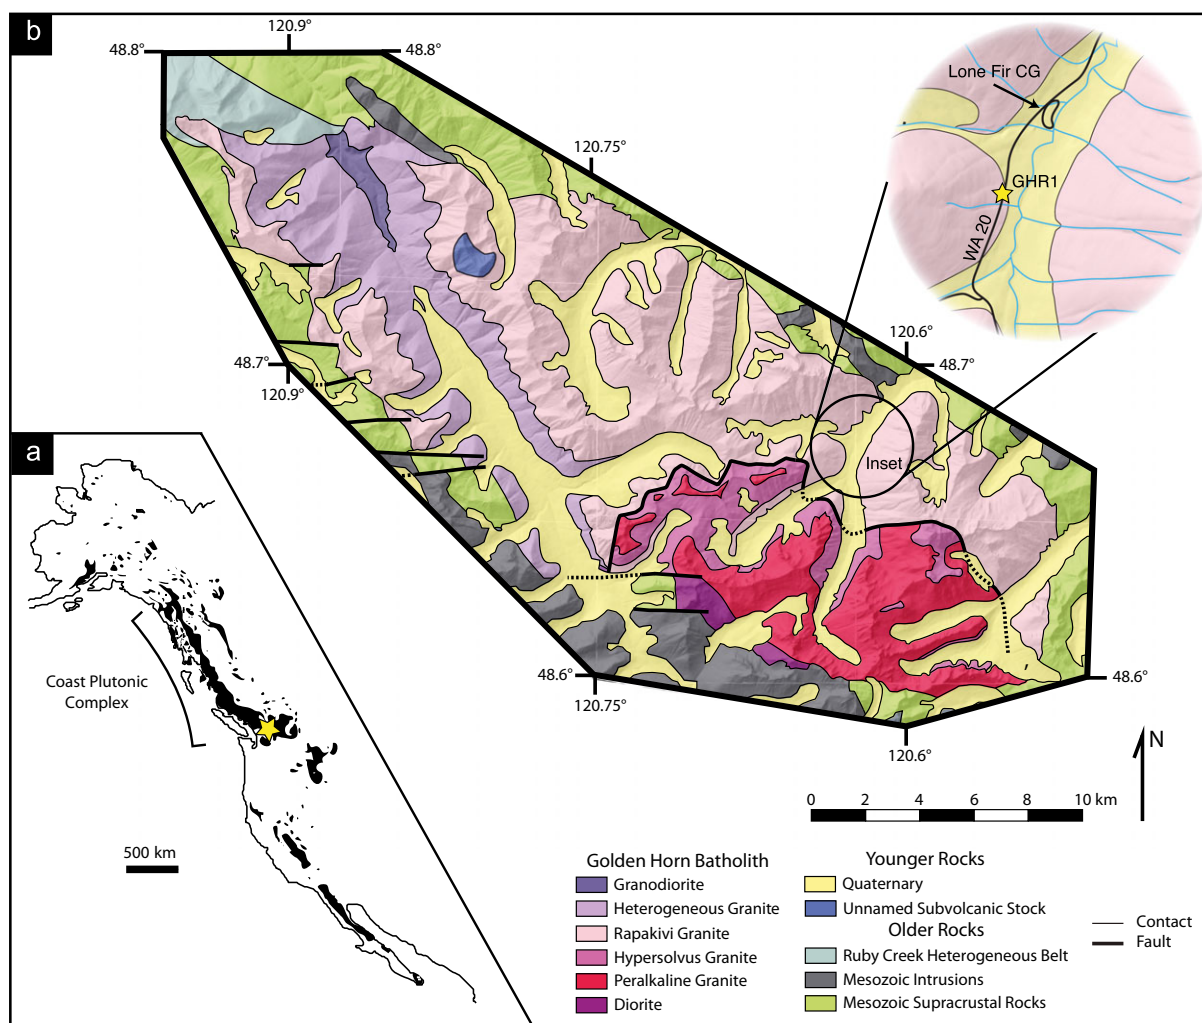 b
120.9°
48.8°
48.8°
120.75°
Lone Fir CG
GHR1
WA 20
120.6°
48.7°
48.7°
120.9°
Inset
a
Coast Plutonic
Complex
500 km
48.6°
120.75°
48.6°
120.6°
N
0 2 4 6 8 10 km
Golden Horn Batholith
Granodiorite
Heterogeneous Granite
Rapakivi Granite
Hypersolvus Granite
Peralkaline Granite
Diorite
Younger Rocks
Quaternary
Unnamed Subvolcanic Stock
Older Rocks
Ruby Creek Heterogeneous Belt
Mesozoic Intrusions
Mesozoic Supracrustal Rocks
Contact
Fault